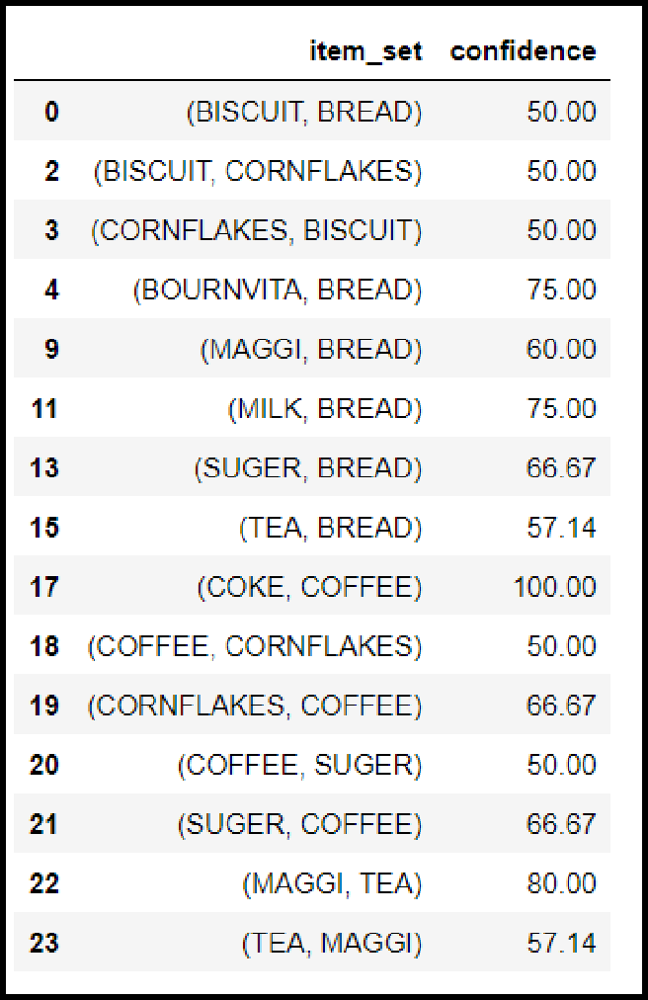 item_set confidence
0 (BISCUIT, BREAD) 50.00
2 (BISCUIT, CORNFLAKES) 50.00
3 (CORNFLAKES, BISCUIT) 50.00
4 (BOURNVITA, BREAD) 75.00
9 (MAGGI, BREAD) 60.00
11 (MILK, BREAD) 75.00
13 (SUGER, BREAD) 66.67
15 (TEA, BREAD) 57.14
17 (COKE, COFFEE) 100.00
18 (COFFEE, CORNFLAKES) 50.00
19 (CORNFLAKES, COFFEE) 66.67
20 (COFFEE, SUGER) 50.00
21 (SUGER, COFFEE) 66.67
22 (MAGGI, TEA) 80.00
23 (TEA, MAGGI) 57.14